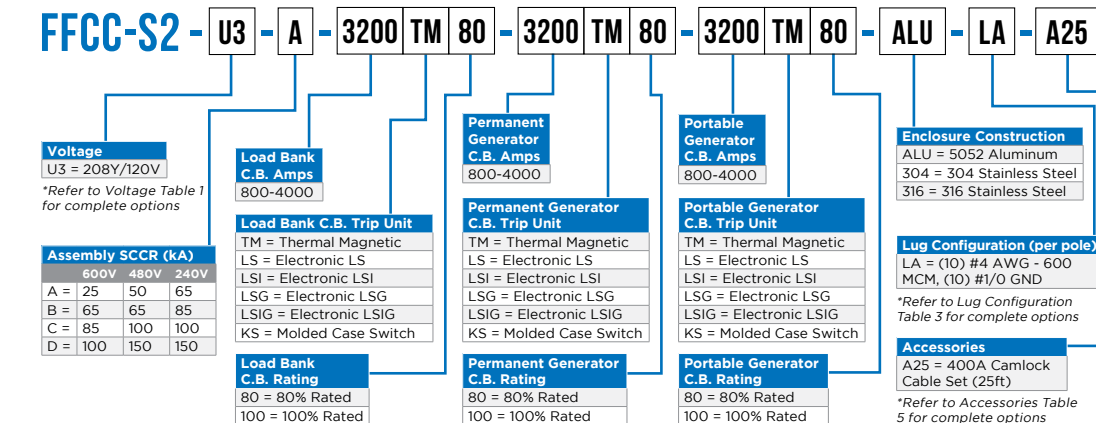 FFCC-S2 - U3 - A - 3200 TM 80 - 3200 TM 80 - 3200 TM 80 - ALU - LA - A25
Voltage
U3 = 208Y/120V
*Refer to Voltage Table 1
for complete options
Assembly SCCR (kA)
600V 480V 240V
A = 25 50 65
B = 65 65 85
C = 85 100 100
D = 100 150 150
Load Bank
C.B. Amps
800-4000
Load Bank C.B. Trip Unit
TM = Thermal Magnetic
LS = Electronic LS
LSI = Electronic LSI
LSG = Electronic LSG
LSIG = Electronic LSIG
KS = Molded Case Switch
Load Bank
C.B. Rating
80 = 80% Rated
100 = 100% Rated
Permanent
Generator
C.B. Amps
800-4000
Permanent Generator
C.B. Trip Unit
TM = Thermal Magnetic
LS = Electronic LS
LSI = Electronic LSI
LSG = Electronic LSG
LSIG = Electronic LSIG
KS = Molded Case Switch
Permanent Generator
C.B. Rating
80 = 80% Rated
100 = 100% Rated
Portable
Generator
C.B. Amps
800-4000
Portable Generator
C.B. Trip Unit
TM = Thermal Magnetic
LS = Electronic LS
LSI = Electronic LSI
LSG = Electronic LSG
LSIG = Electronic LSIG
KS = Molded Case Switch
Portable Generator
C.B. Rating
80 = 80% Rated
100 = 100% Rated
Enclosure Construction
ALU = 5052 Aluminum
304 = 304 Stainless Steel
316 = 316 Stainless Steel
Lug Configuration (per pole)
LA = (10) #4 AWG - 600
MCM, (10) #1/0 GND
*Refer to Lug Configuration
Table 3 for complete options
Accessories
A25 = 400A Camlock
Cable Set (25ft)
*Refer to Accessories Table
5 for complete options